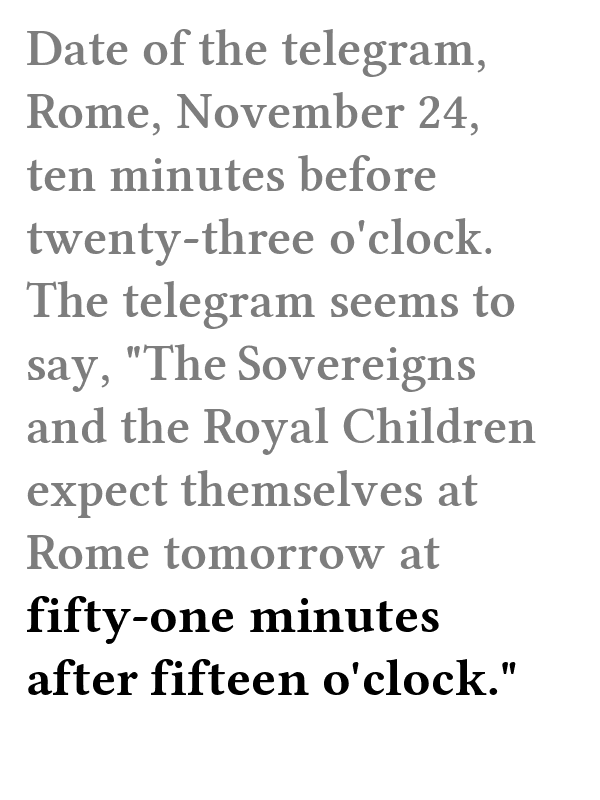 Date of the telegram,
Rome, November 24,
ten minutes before
twenty-three o'clock.
The telegram seems to
say, "The Sovereigns
and the Royal Children
expect themselves at
Rome tomorrow at
fifty-one minutes
after fifteen o'clock."